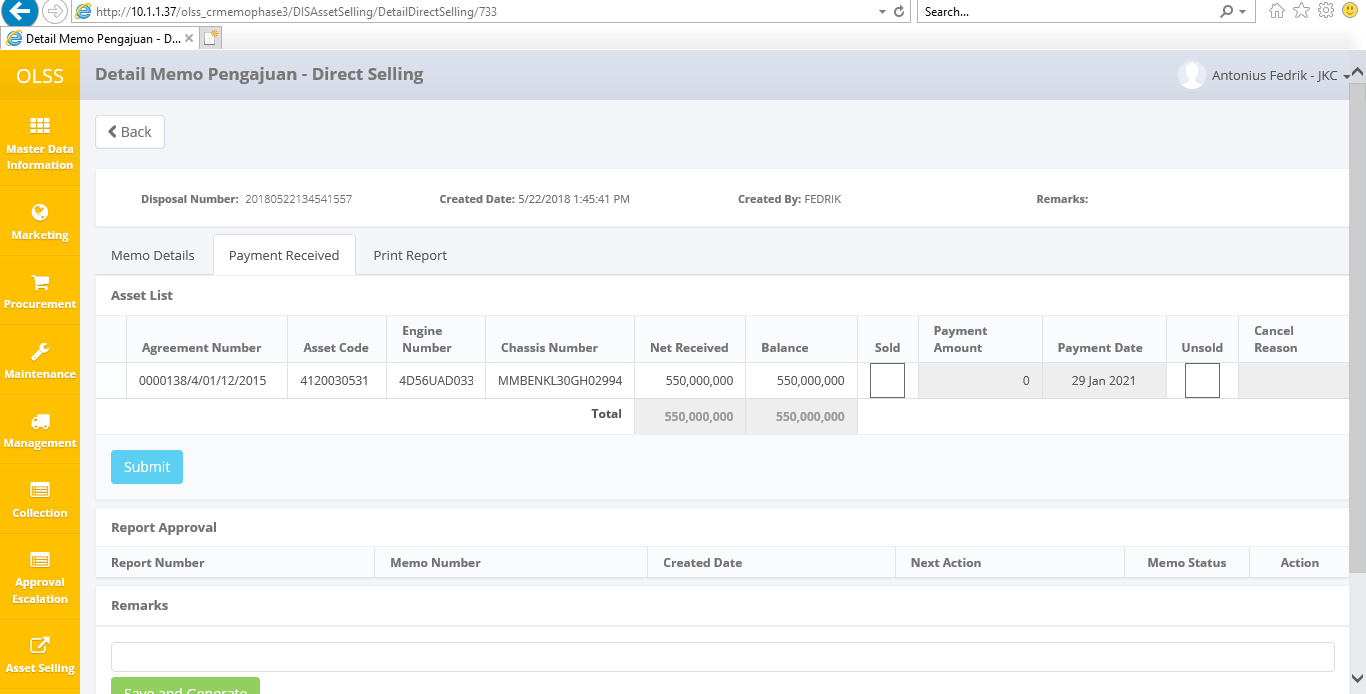 http://10.1.1.37/olss_crmemophase3/DISAssetSelling/DetailDirectSelling/733
Search...
Detail Memo Pengajuan - D...
OLSS
Detail Memo Pengajuan - Direct Selling
Antonius Fedrik - JKC
Back
Master Data
Information
Marketing
Procurement
Maintenance
Management
Collection
Approval
Escalation
Asset Selling
Disposal Number: 20180522134541557 Created Date: 5/22/2018 1:45:41 PM Created By: FEDRIK Remarks:
Memo Details Payment Received Print Report
Asset List
Agreement Number Asset Code Engine Number Chassis Number Net Received Balance Sold Payment Amount Payment Date Unsold Cancel Reason
0000138/4/01/12/2015 4120030531 4D56UAD033 MMBENKL30GH02994 550,000,000 550,000,000 0 29 Jan 2021
Total 550,000,000 550,000,000
Submit
Report Approval
Report Number Memo Number Created Date Next Action Memo Status Action
Remarks
Save and Generate